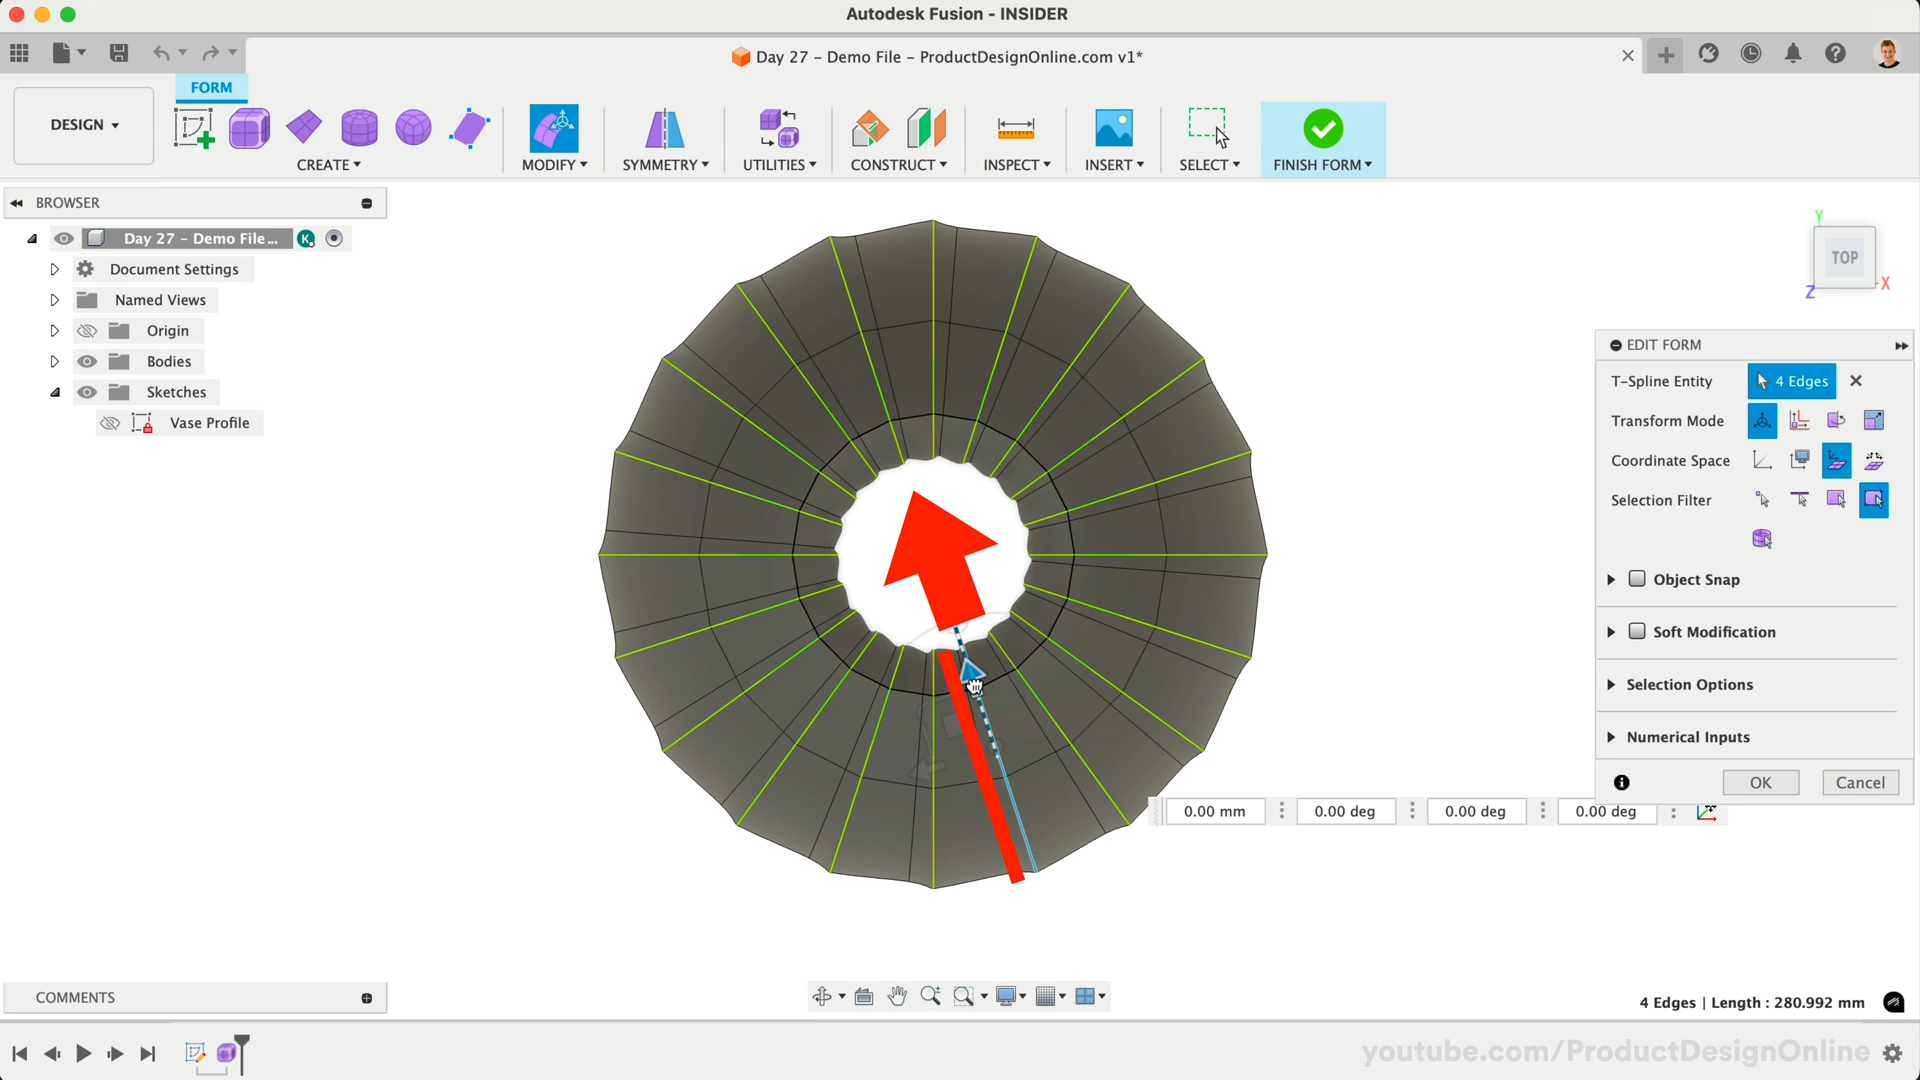 Autodesk Fusion - INSIDER
Day 27 - Demo File - ProductDesignOnline.com v1*
FORM
DESIGN
CREATE
MODIFY
SYMMETRY
UTILITIES
CONSTRUCT
INSPECT
INSERT
SELECT
FINISH FORM
BROWSER
Day 27 - Demo File...
K
Document Settings
Named Views
Origin
Bodies
Sketches
Vase Profile
Y
TOP
X
Z
EDIT FORM
T-Spline Entity
4 Edges
Transform Mode
Coordinate Space
Selection Filter
Object Snap
Soft Modification
Selection Options
Numerical Inputs
OK
Cancel
0.00 mm
0.00 deg
0.00 deg
0.00 deg
COMMENTS
4 Edges | Length : 280.992 mm
youtube.com/ProductDesignOnline